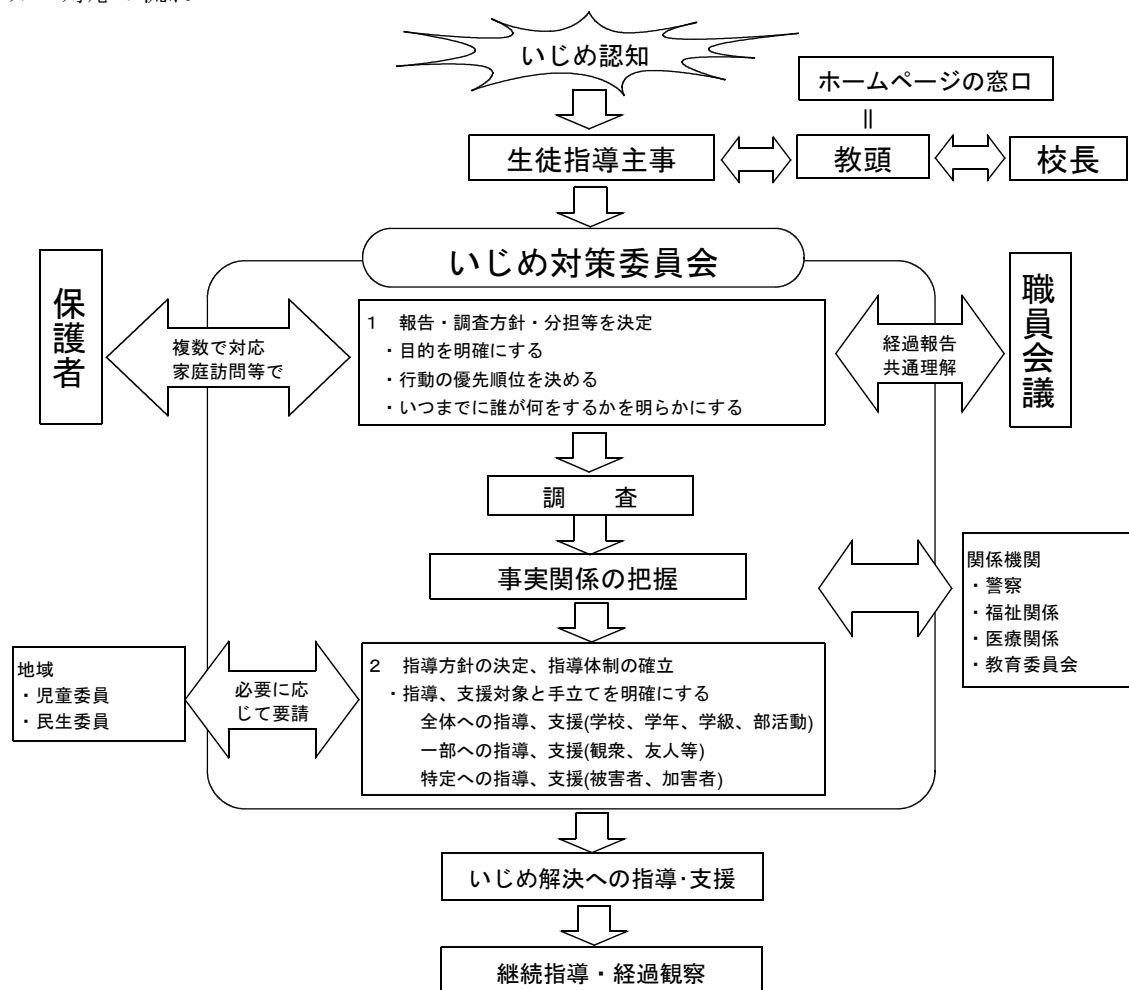 いじめ認知
ホームページの窓口
||
生徒指導主事
教頭
校長
いじめ対策委員会
保護者
複数で対応
家庭訪問等で
1 報告・調査方針・分担等を決定
・目的を明確にする
・行動の優先順位を決める
・いつまでに誰が何をするかを明らかにする
経過報告
共通理解
職員会議
調　査
事実関係の把握
関係機関
・警察
・福祉関係
・医療関係
・教育委員会
地域
・児童委員
・民生委員
必要に応
じて要請
2 指導方針の決定、指導体制の確立
・指導、支援対象と手立てを明確にする
全体への指導、支援(学校、学年、学級、部活動)
一部への指導、支援(観衆、友人等)
特定への指導、支援(被害者、加害者)
いじめ解決への指導・支援
継続指導・経過観察